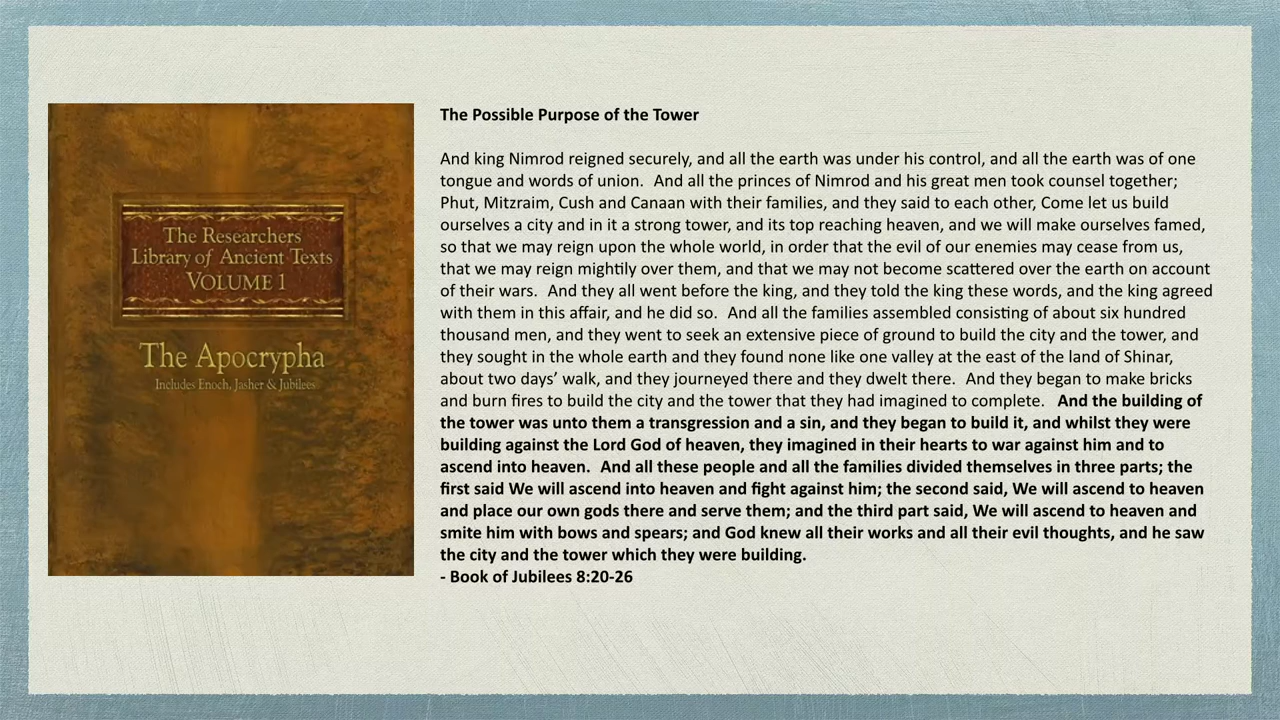 The Researchers
Library of Ancient Texts
VOLUME 1
The Apocrypha
Includes Enoch, Jasher & Jubilees
The Possible Purpose of the Tower
And king Nimrod reigned securely, and all the earth was under his control, and all the earth was of one
tongue and words of union.  And all the princes of Nimrod and his great men took counsel together;
Phut, Mitzraim, Cush and Canaan with their families, and they said to each other, Come let us build
ourselves a city and in it a strong tower, and its top reaching heaven, and we will make ourselves famed,
so that we may reign upon the whole world, in order that the evil of our enemies may cease from us,
that we may reign mightily over them, and that we may not become scattered over the earth on account
of their wars.  And they all went before the king, and they told the king these words, and the king agreed
with them in this affair, and he did so.  And all the families assembled consisting of about six hundred
thousand men, and they went to seek an extensive piece of ground to build the city and the tower, and
they sought in the whole earth and they found none like one valley at the east of the land of Shinar,
about two days’ walk, and they journeyed there and they dwelt there.  And they began to make bricks
and burn fires to build the city and the tower that they had imagined to complete.  And the building of
the tower was unto them a transgression and a sin, and they began to build it, and whilst they were
building against the Lord God of heaven, they imagined in their hearts to war against him and to
ascend into heaven.  And all these people and all the families divided themselves in three parts; the
first said We will ascend into heaven and fight against him; the second said, We will ascend to heaven
and place our own gods there and serve them; and the third part said, We will ascend to heaven and
smite him with bows and spears; and God knew all their works and all their evil thoughts, and he saw
the city and the tower which they were building.
- Book of Jubilees 8:20-26